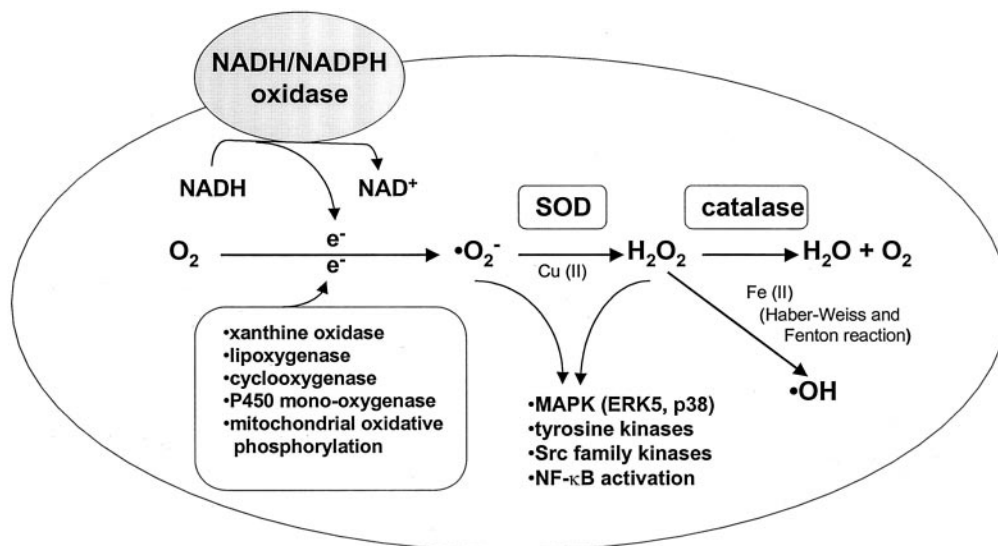 NADH/NADPH
oxidase
NADH
NAD⁺
SOD
catalase
O₂
e⁻
e⁻
•O₂⁻
Cu (II)
H₂O₂
H₂O + O₂
Fe (II)
(Haber-Weiss and
Fenton reaction)
•OH
•xanthine oxidase
•lipoxygenase
•cyclooxygenase
•P450 mono-oxygenase
•mitochondrial oxidative
phosphorylation
•MAPK (ERK5, p38)
•tyrosine kinases
•Src family kinases
•NF-κB activation